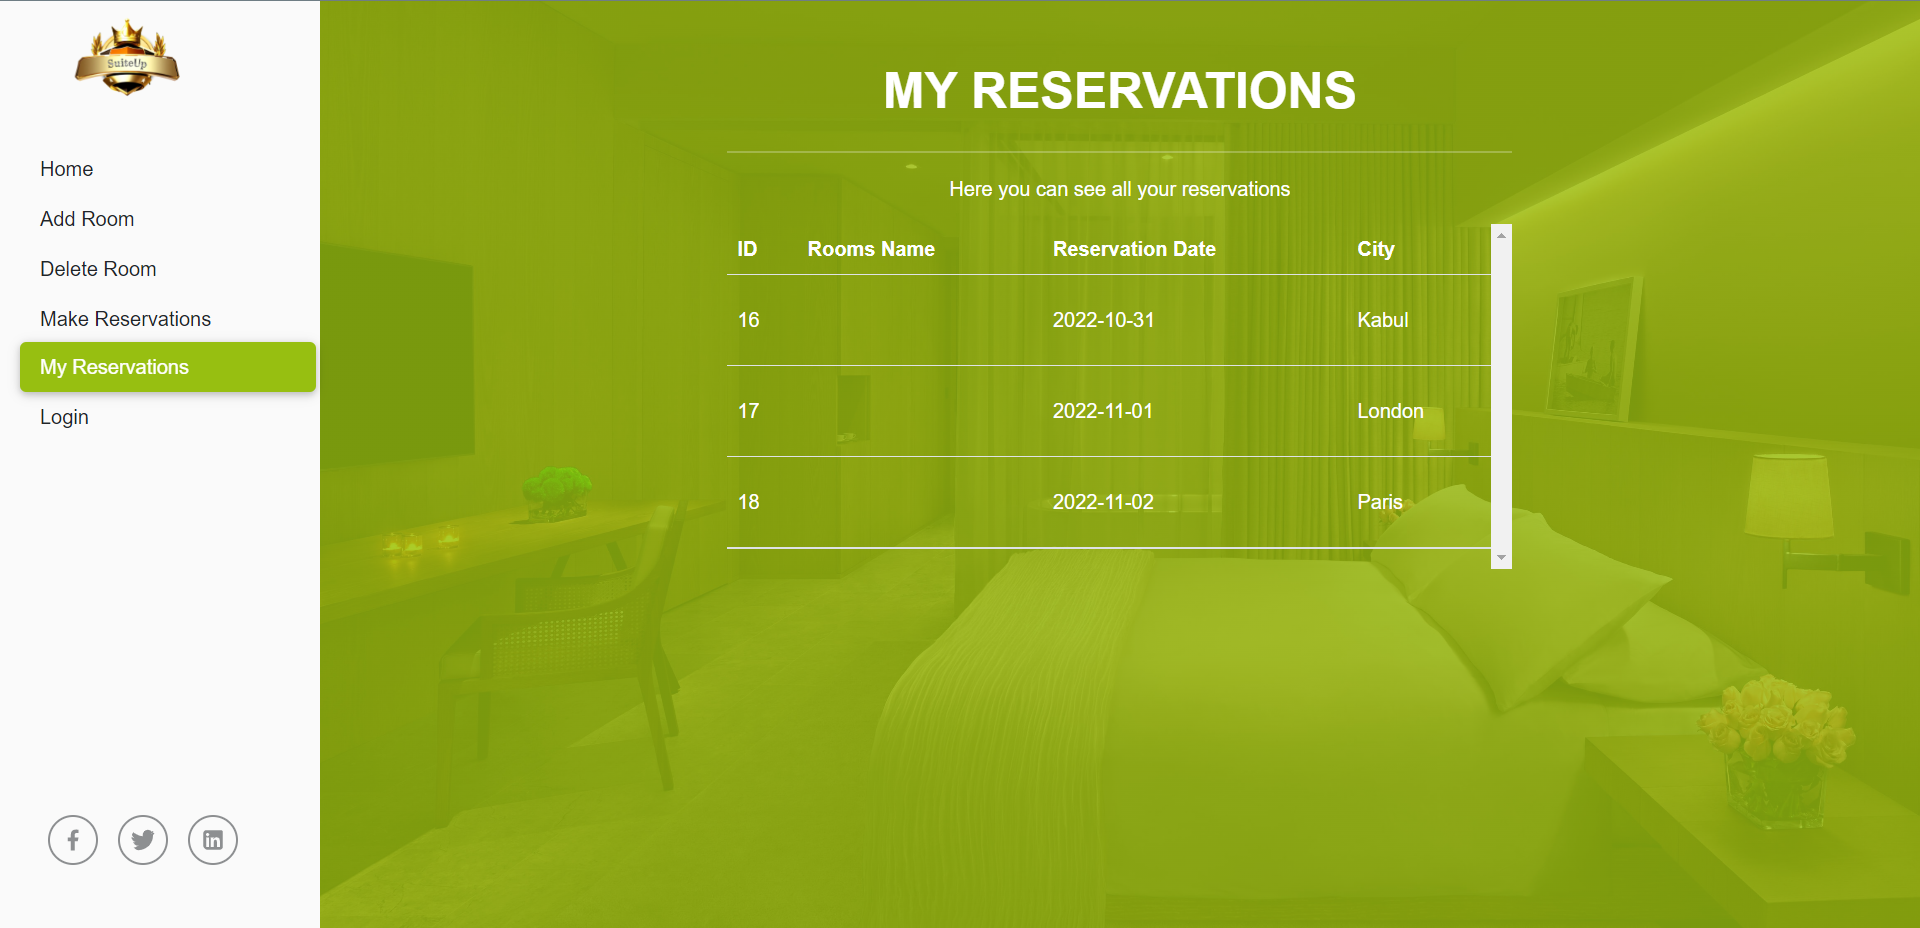 SuiteUp
Home
Add Room
Delete Room
Make Reservations
My Reservations
Login
MY RESERVATIONS
Here you can see all your reservations
ID Rooms Name Reservation Date City
16 2022-10-31 Kabul
17 2022-11-01 London
18 2022-11-02 Paris